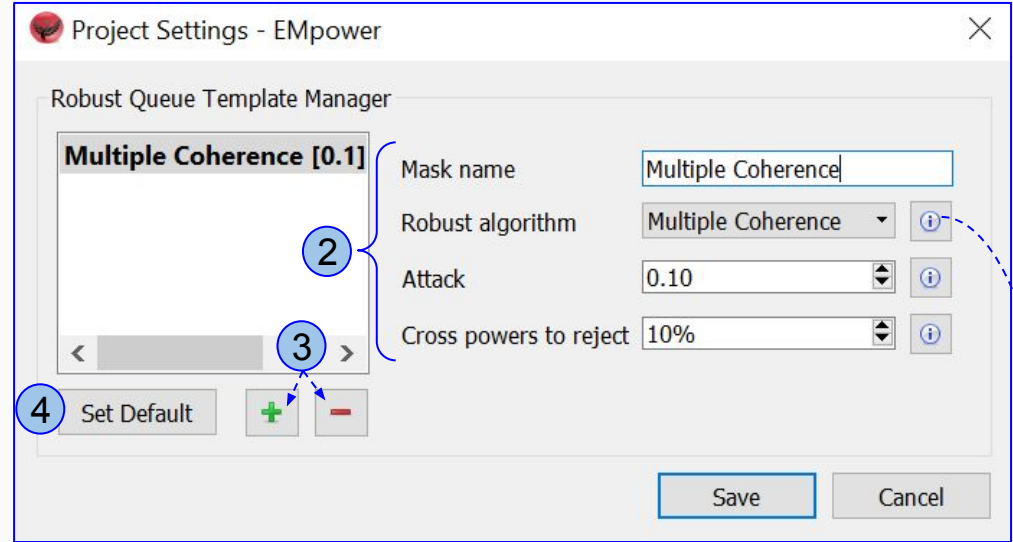 Project Settings - EMpower
Robust Queue Template Manager
Multiple Coherence [0.1]
Mask name Multiple Coherence
Robust algorithm Multiple Coherence
2
Attack 0.10
Cross powers to reject 10%
3
4 Set Default
Save Cancel